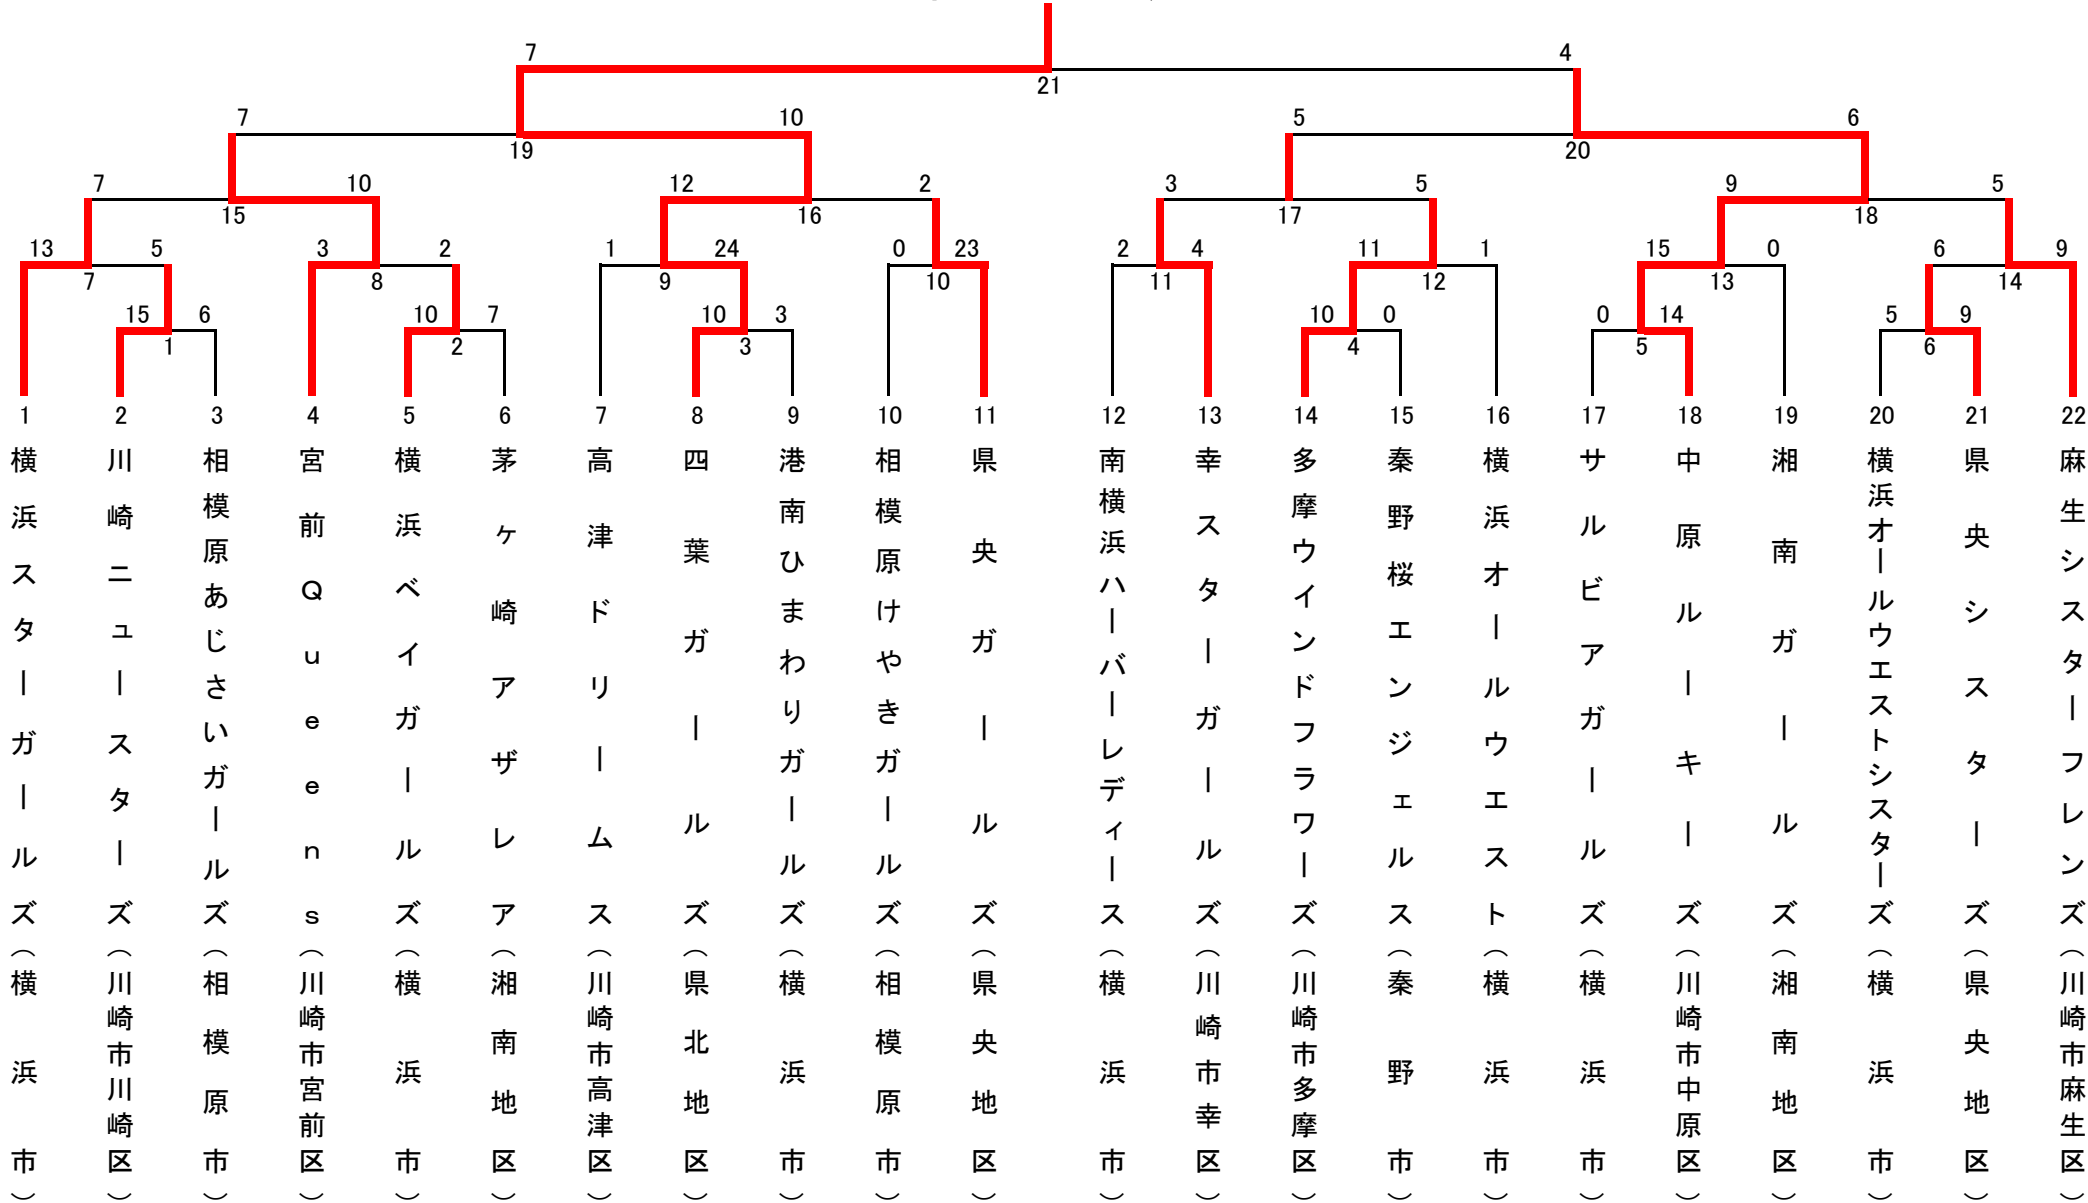 7 4
21
7 10 5 6
19 20
7 10 12 2 3 5 9 5
15 16 17 18
13 5 3 2 1 24 0 23 2 4 11 1 15 0 6 9
7 8 9 10 11 12 13 14
15 6 10 7 10 3 10 0 0 14 5 9
1 2 3 4 5 6
1 2 3 4 5 6 7 8 9 10 11 12 13 14 15 16 17 18 19 20 21 22
横浜スターガールズ(横浜市)
川崎ニュースターズ(川崎市川崎区)
相模原あじさいガールズ(相模原市)
宮前Queens(川崎市宮前区)
横浜ベイガールズ(横浜市)
茅ヶ崎アザレア(湘南地区)
高津ドリームス(川崎市高津区)
四葉ガールズ(県北地区)
港南ひまわりガールズ(横浜市)
相模原けやきガールズ(相模原市)
県央ガールズ(県央地区)
南横浜ハーバーレディース(横浜市)
幸スターガールズ(川崎市幸区)
多摩ウインドフラワーズ(川崎市多摩区)
秦野桜エンジェルス(秦野市)
横浜オールウエスト(横浜市)
サルビアガールズ(横浜市)
中原ルーキーズ(川崎市中原区)
湘南ガールズ(湘南地区)
横浜オールウエストシスターズ(横浜市)
県央シスターズ(県央地区)
麻生シスターフレンズ(川崎市麻生区)